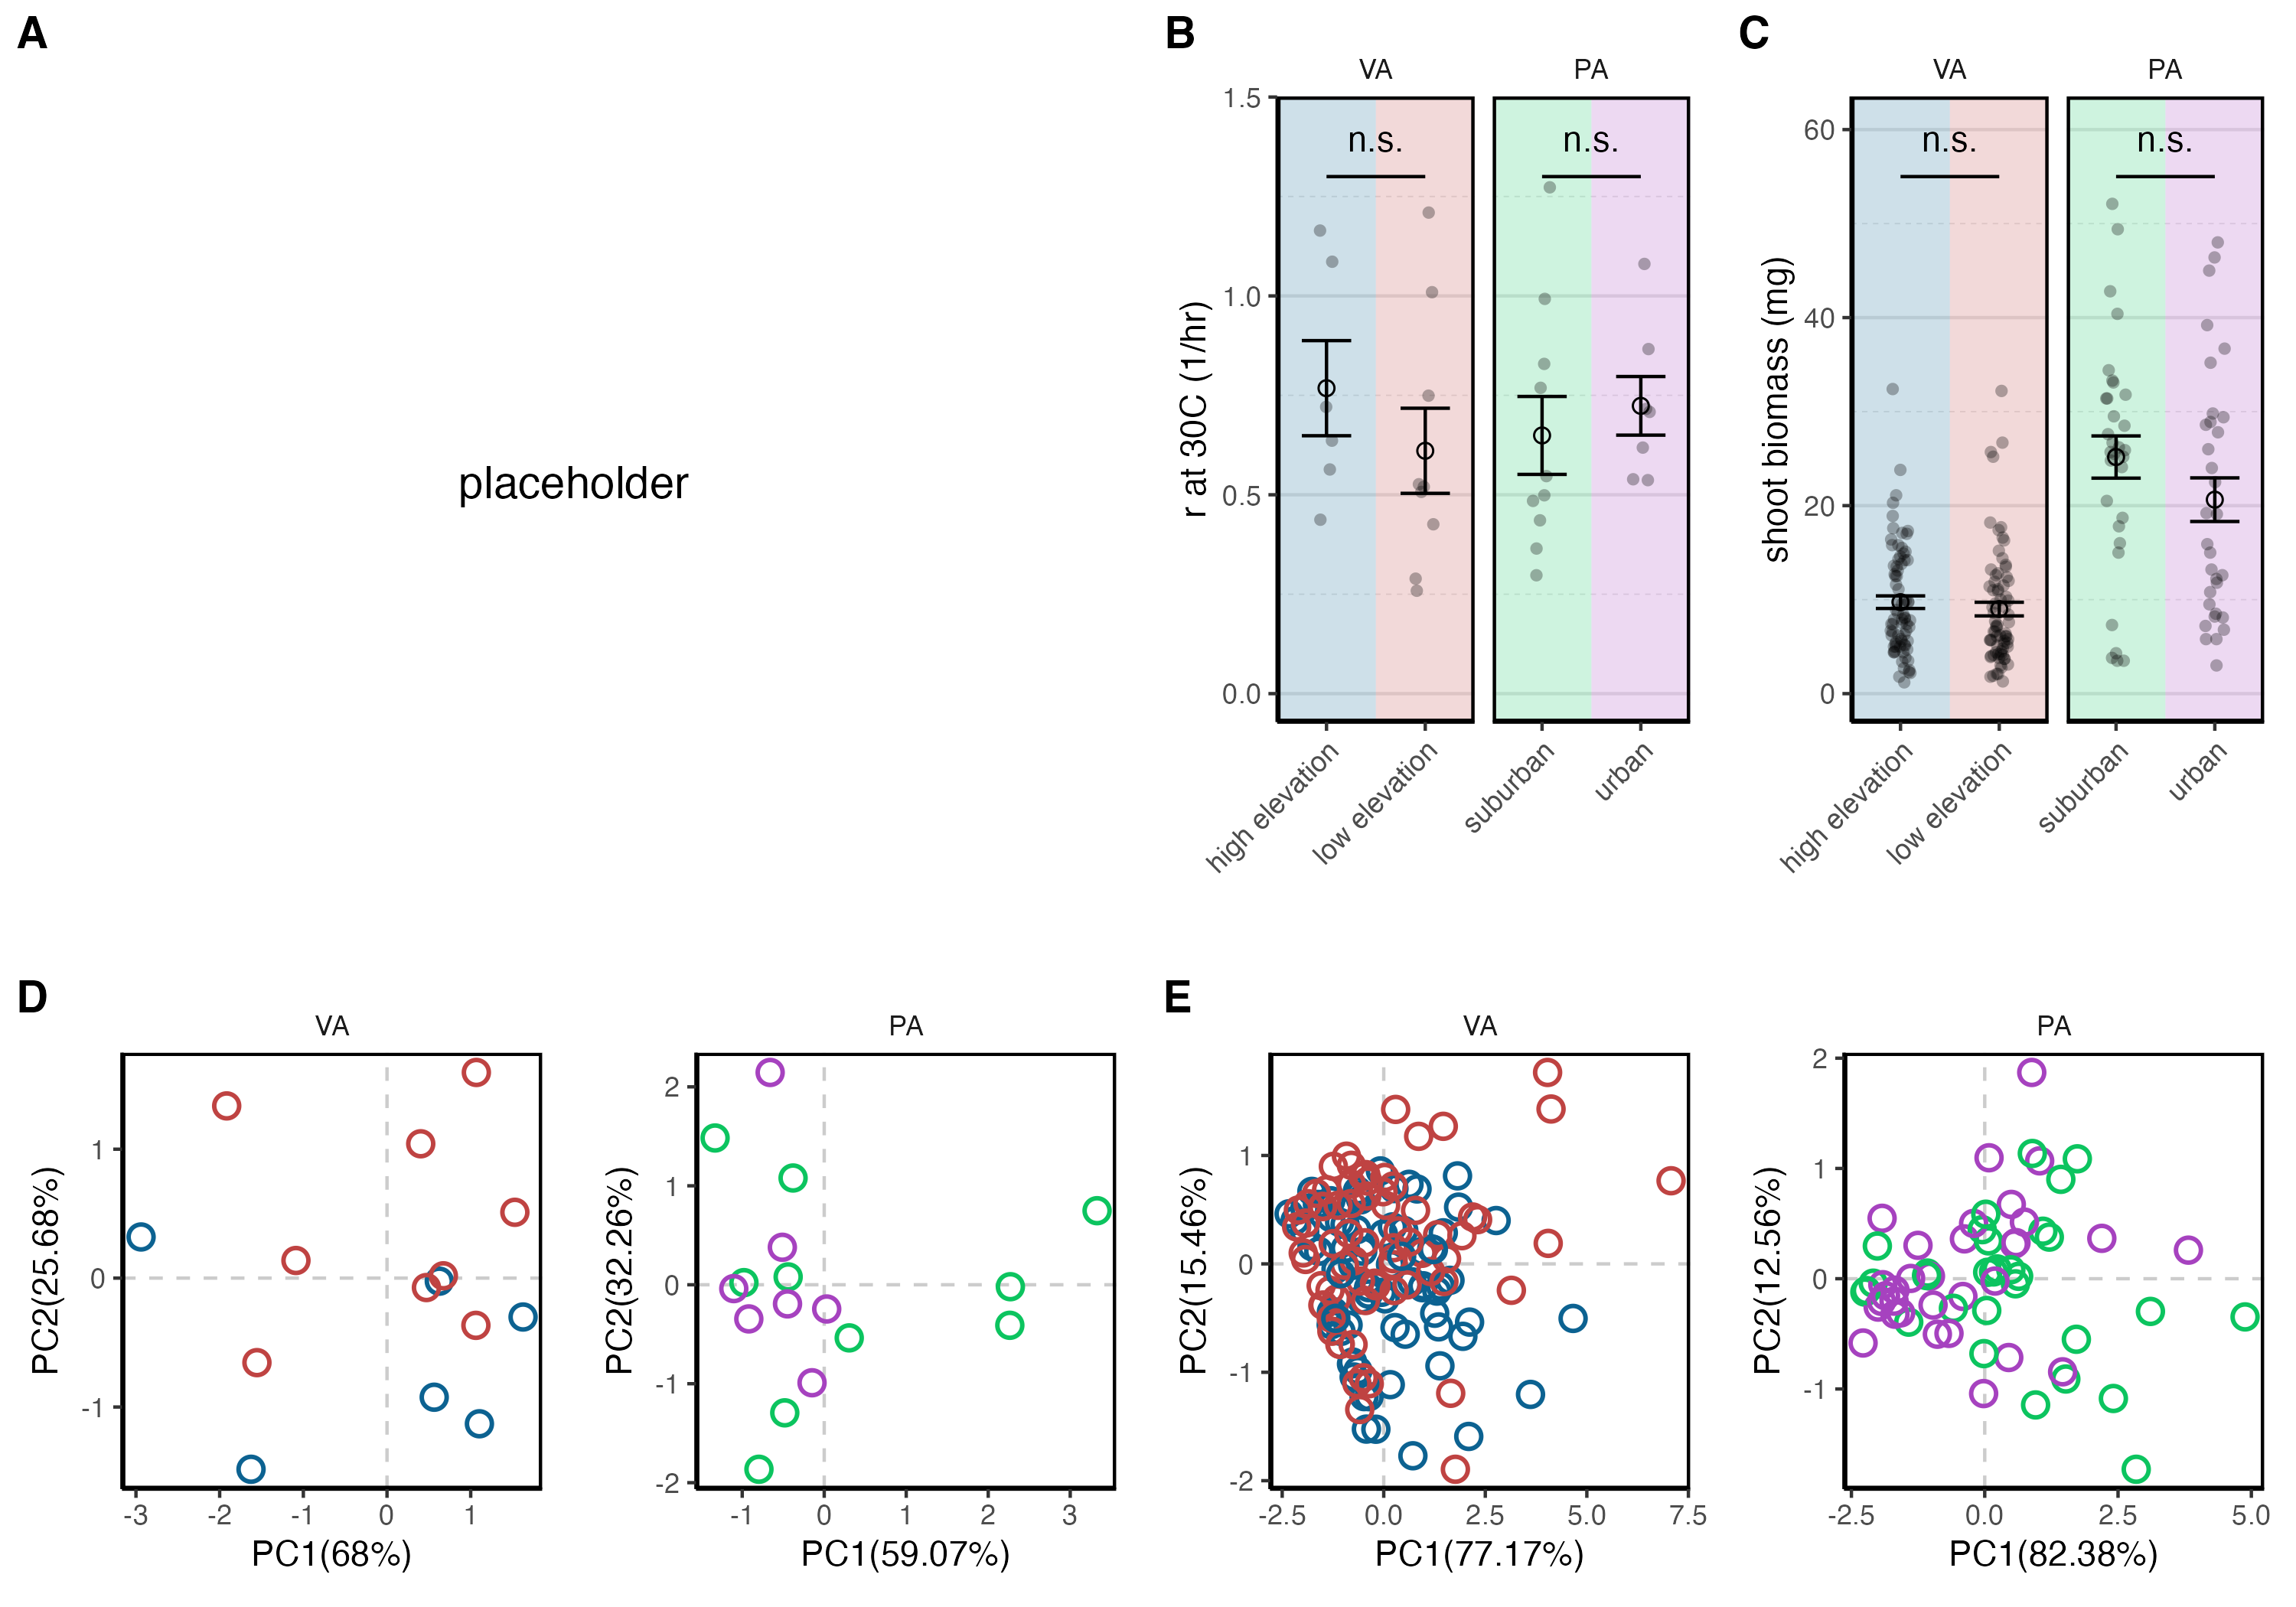 A
placeholder
B
VA
PA
r at 30C (1/hr)
1.5
1.0
0.5
0.0
n.s.
n.s.
high elevation
low elevation
suburban
urban
C
VA
PA
shoot biomass (mg)
60
40
20
0
n.s.
n.s.
high elevation
low elevation
suburban
urban
D
VA
PC2(25.68%)
1
0
-1
-3
-2
-1
0
1
PC1(68%)
PA
PC2(32.26%)
2
1
0
-1
-2
-1
0
1
2
3
PC1(59.07%)
E
VA
PC2(15.46%)
1
0
-1
-2
-2.5
0.0
2.5
5.0
7.5
PC1(77.17%)
PA
PC2(12.56%)
2
1
0
-1
-2.5
0.0
2.5
5.0
PC1(82.38%)